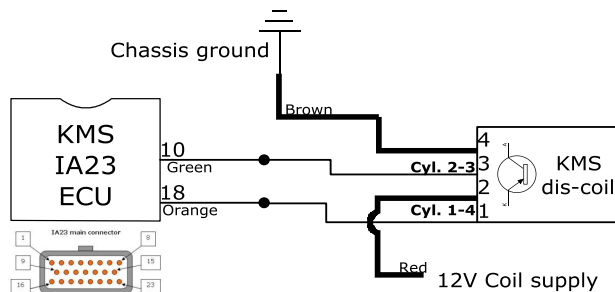 Chassis ground
Brown
KMS
IA23
ECU
10
Green
18
Orange
4
3
2
1
Cyl. 2-3
Cyl. 1-4
KMS
dis-coil
IA23 main connector
1
8
9
15
16
23
Red
12V Coil supply